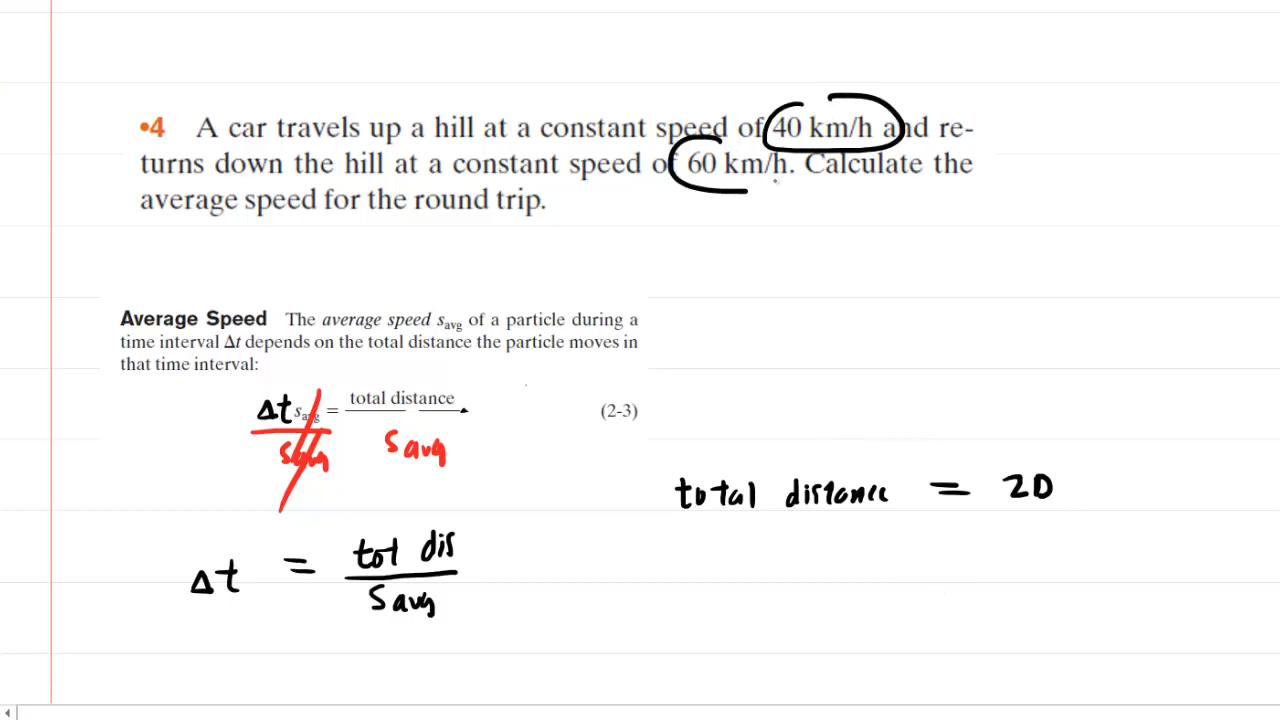 •4 A car travels up a hill at a constant speed of 40 km/h and re-
turns down the hill at a constant speed of 60 km/h. Calculate the
average speed for the round trip.
Average Speed The average speed s_avg of a particle during a
time interval Δt depends on the total distance the particle moves in
that time interval:
Δt s_avg = total distance (2-3)
savg savg
total distance = 2D
Δt = tot dis
savg